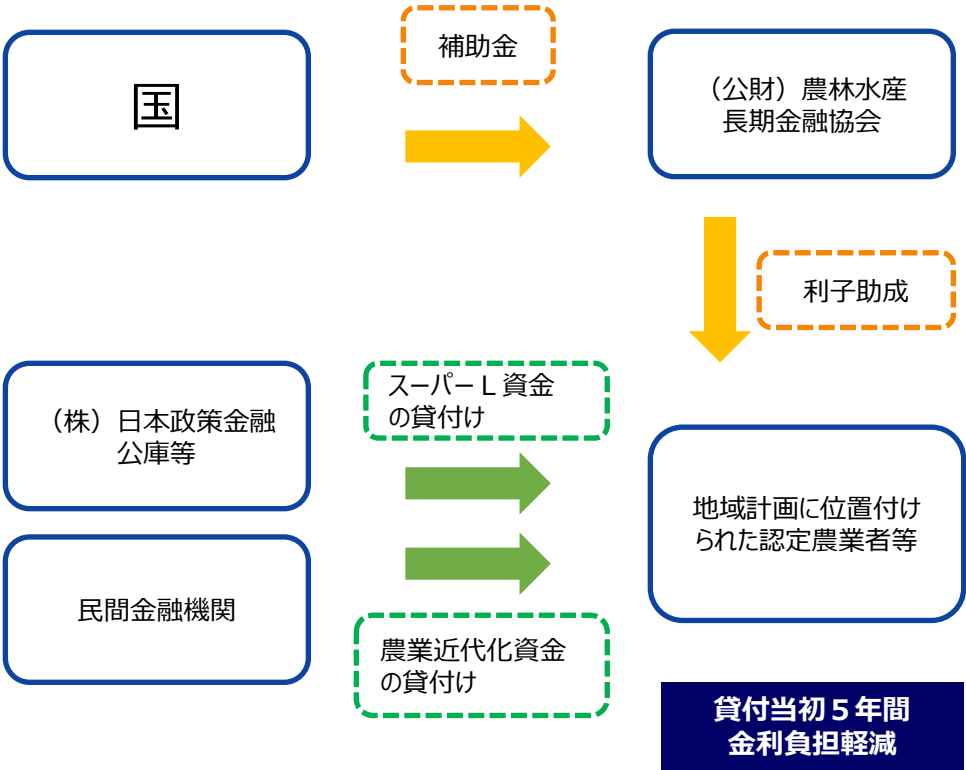 国
補助金
（公財）農林水産
長期金融協会
利子助成
（株）日本政策金融
公庫等
スーパーＬ資金
の貸付け
地域計画に位置付け
られた認定農業者等
民間金融機関
農業近代化資金
の貸付け
貸付当初５年間
金利負担軽減